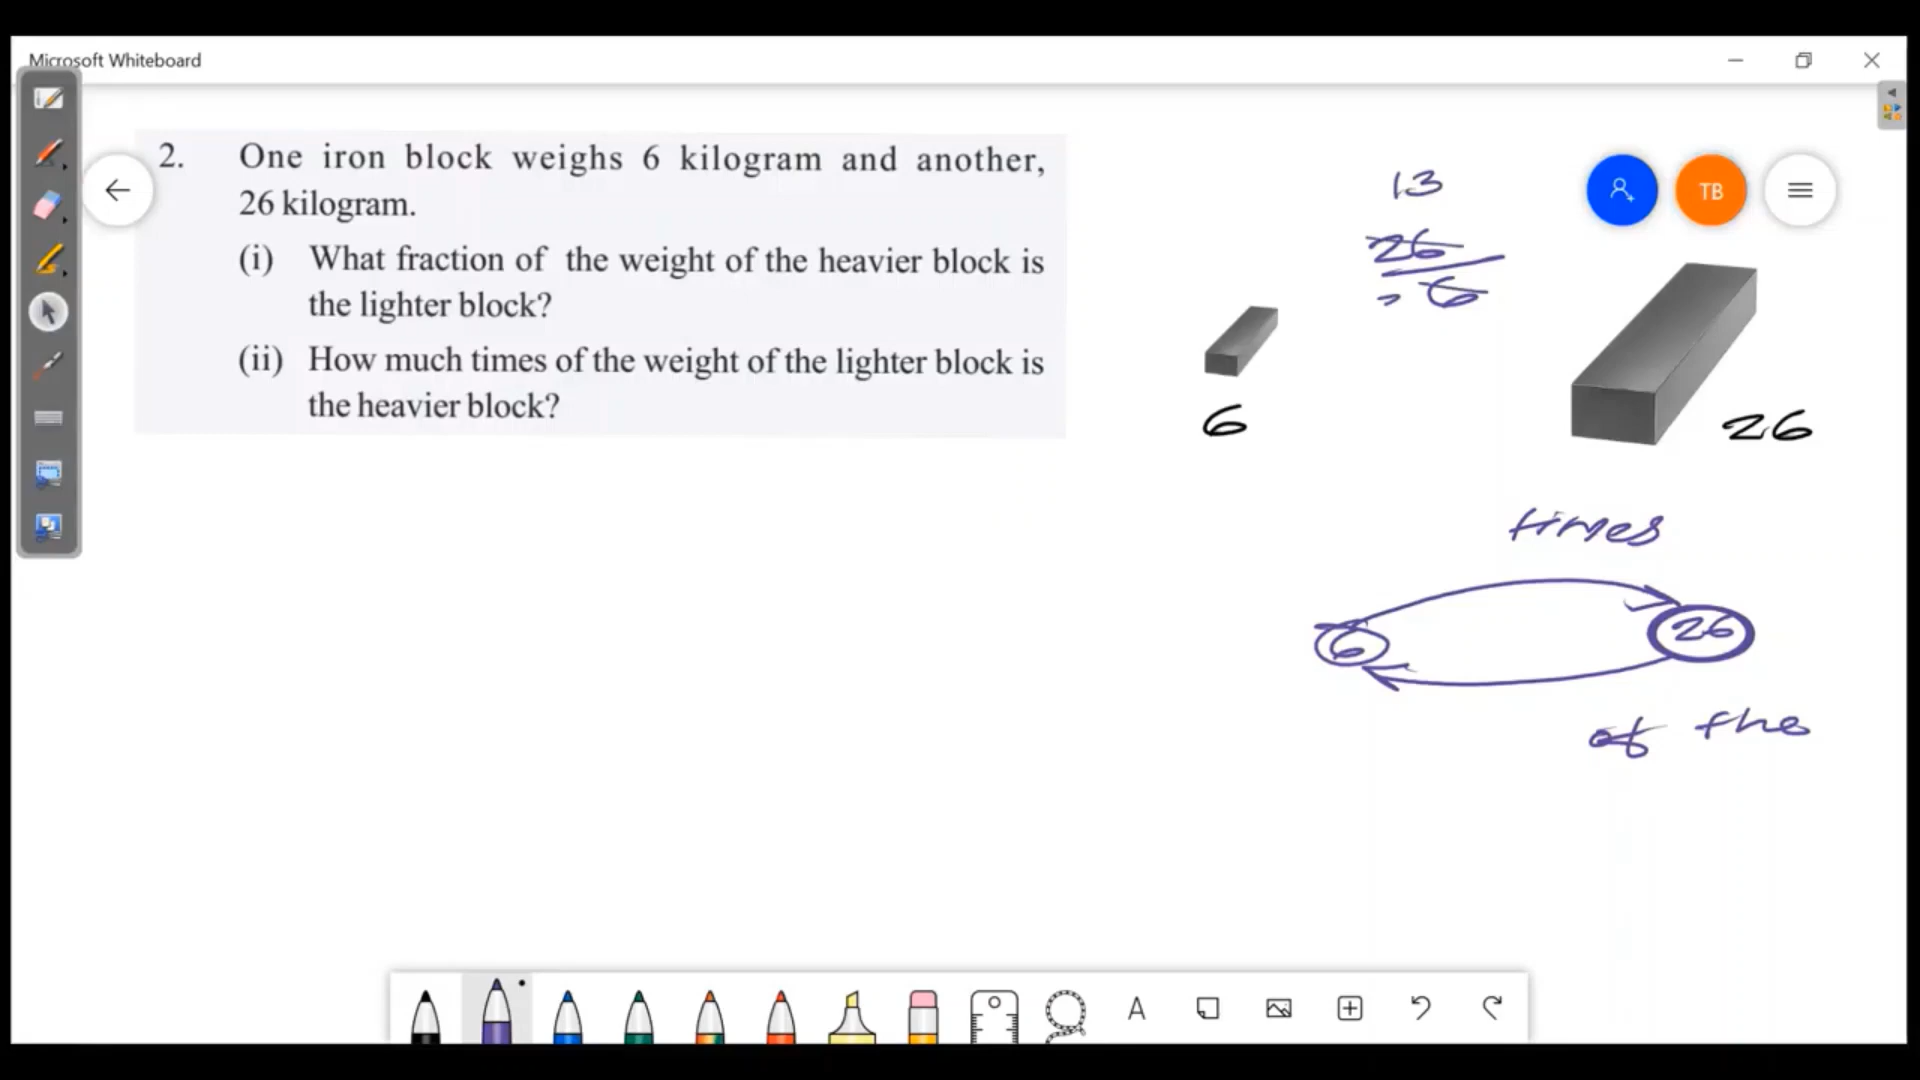 Microsoft Whiteboard
2. One iron block weighs 6 kilogram and another,
26 kilogram.
(i) What fraction of the weight of the heavier block is
the lighter block?
(ii) How much times of the weight of the lighter block is
the heavier block?
13
26
6
TB
6
26
times
6
26
of the
A